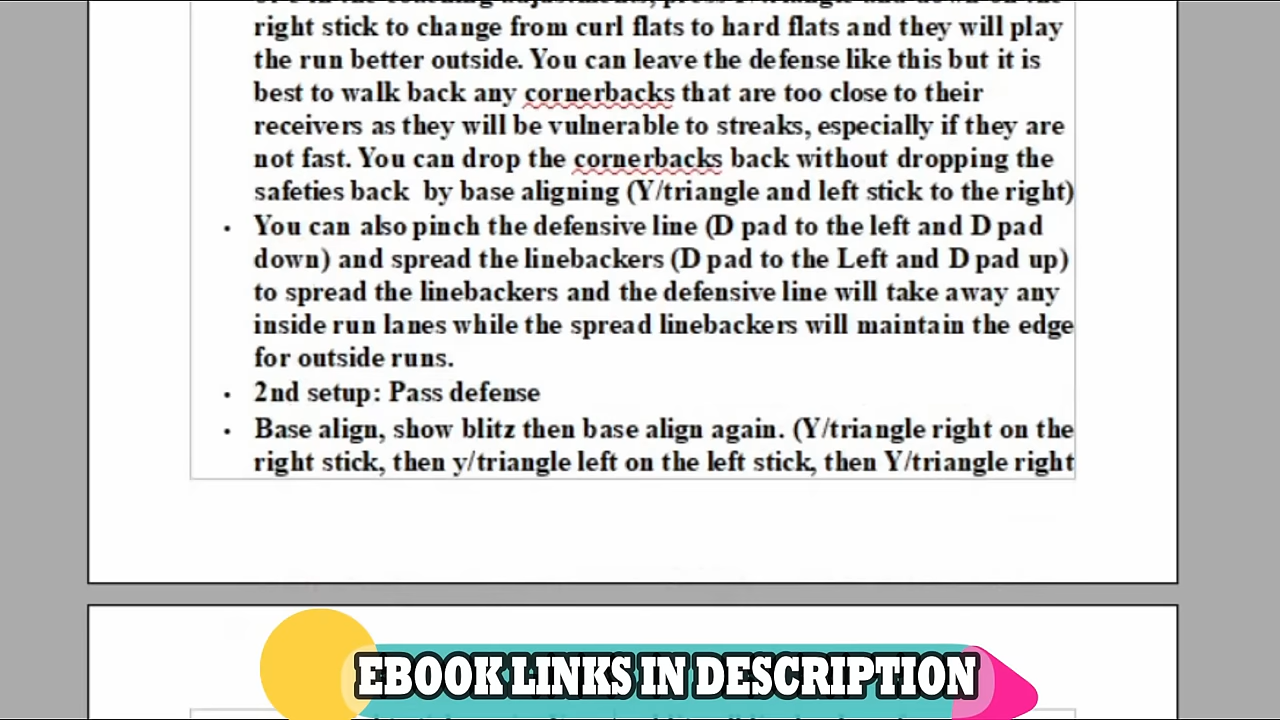 right stick to change from curl flats to hard flats and they will play
the run better outside. You can leave the defense like this but it is
best to walk back any cornerbacks that are too close to their
receivers as they will be vulnerable to streaks, especially if they are
not fast. You can drop the cornerbacks back without dropping the
safeties back  by base aligning (Y/triangle and left stick to the right)
• You can also pinch the defensive line (D pad to the left and D pad
down) and spread the linebackers (D pad to the Left and D pad up)
to spread the linebackers and the defensive line will take away any
inside run lanes while the spread linebackers will maintain the edge
for outside runs.
• 2nd setup: Pass defense
• Base align, show blitz then base align again. (Y/triangle right on the
right stick, then y/triangle left on the left stick, then Y/triangle right
EBOOK LINKS IN DESCRIPTION